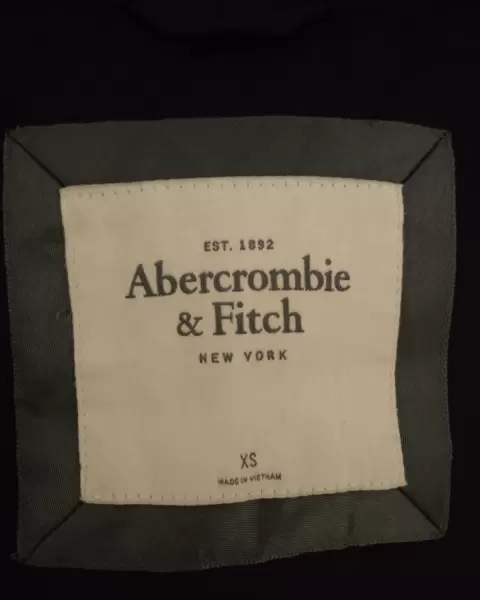 EST. 1892
Abercrombie
& Fitch
NEW YORK
XS
MADE IN VIETNAM